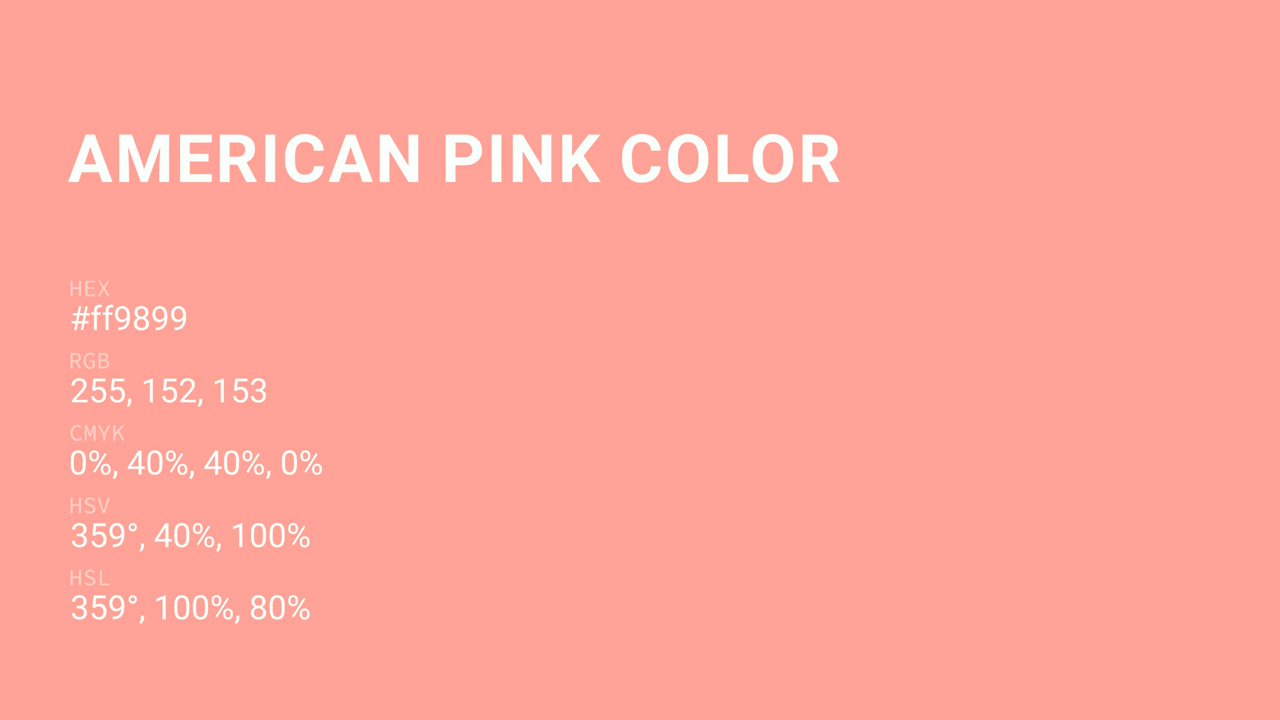 AMERICAN PINK COLOR
HEX
#ff9899
RGB
255, 152, 153
CMYK
0%, 40%, 40%, 0%
HSV
359°, 40%, 100%
HSL
359°, 100%, 80%